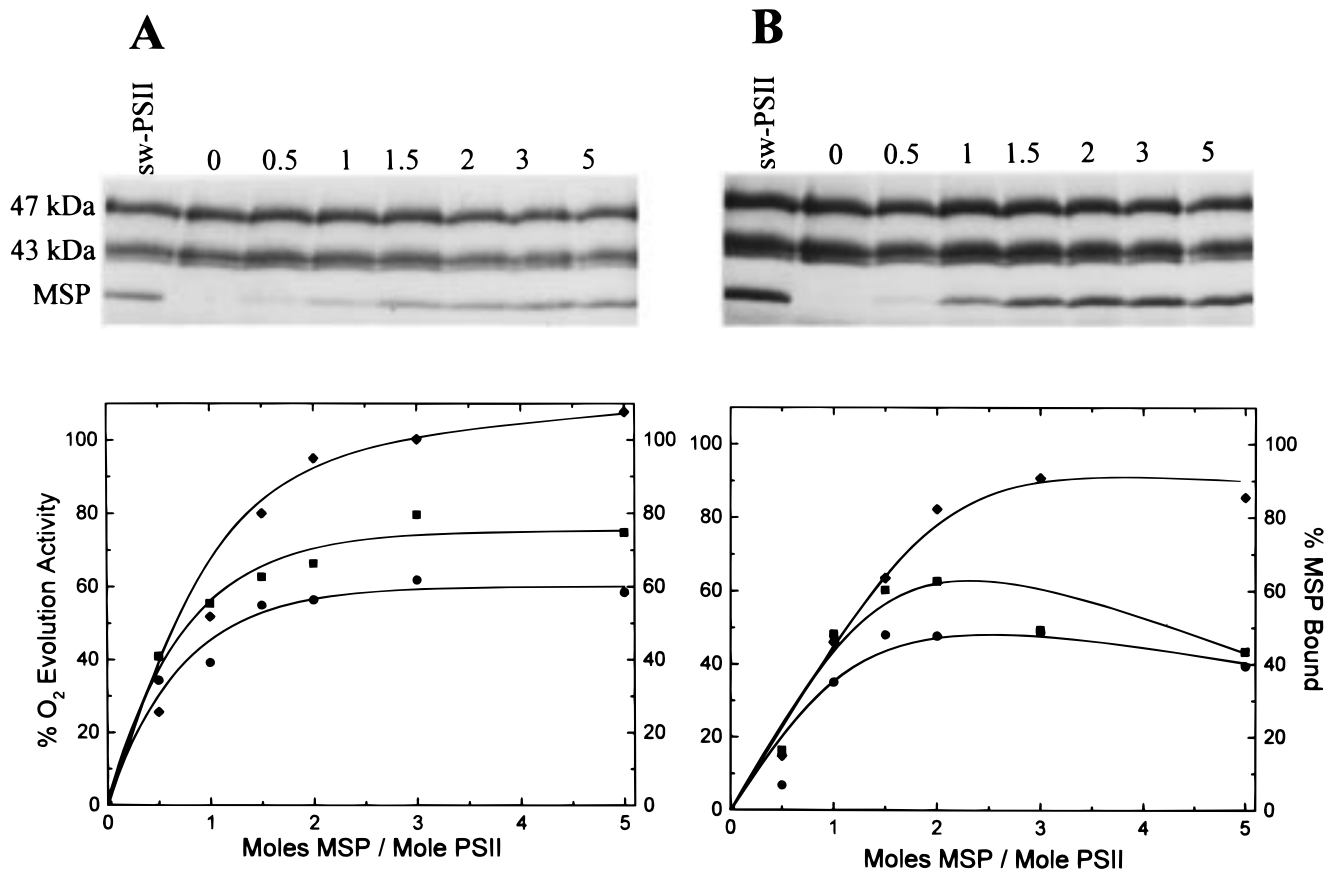 A
B
sw-PSII
0 0.5 1 1.5 2 3 5
sw-PSII
0 0.5 1 1.5 2 3 5
47 kDa
43 kDa
MSP
% O2 Evolution Activity
100
80
60
40
20
0
100
80
60
40
20
0
0 1 2 3 4 5
Moles MSP / Mole PSII
100
80
60
40
20
0
100
80
60
40
20
0
% MSP Bound
0 1 2 3 4 5
Moles MSP / Mole PSII